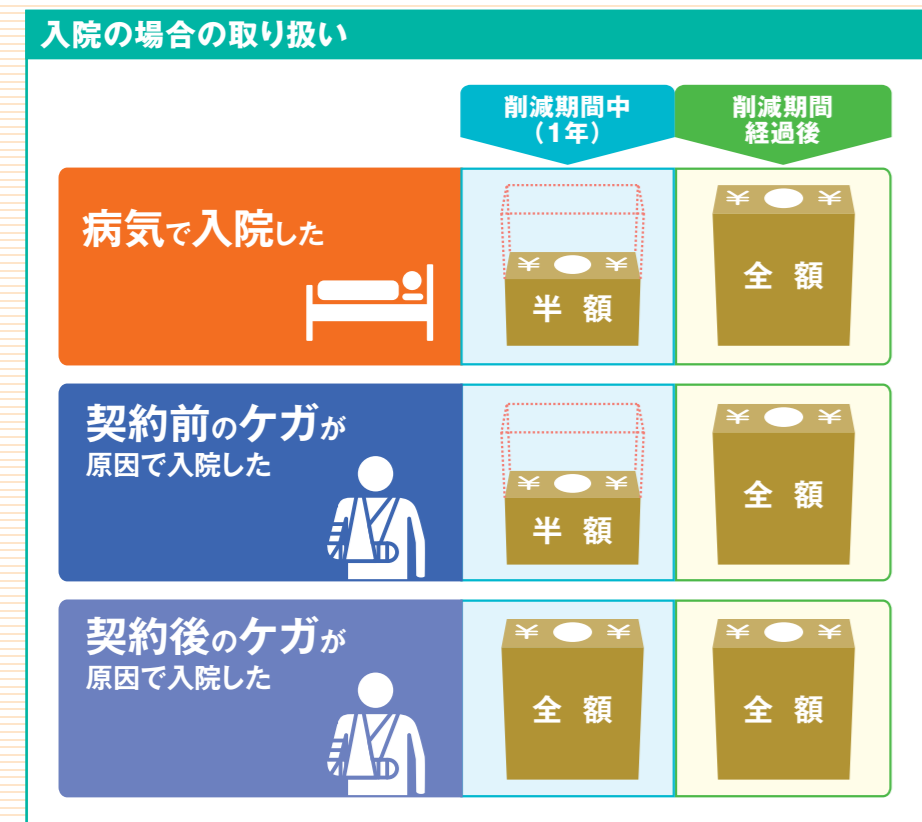 入院の場合の取り扱い
削減期間中
（1年）
削減期間
経過後
病気で入院した
¥ ¥
半 額
¥ ¥
全 額
契約前のケガが
原因で入院した
¥ ¥
半 額
¥ ¥
全 額
契約後のケガが
原因で入院した
¥ ¥
全 額
¥ ¥
全 額